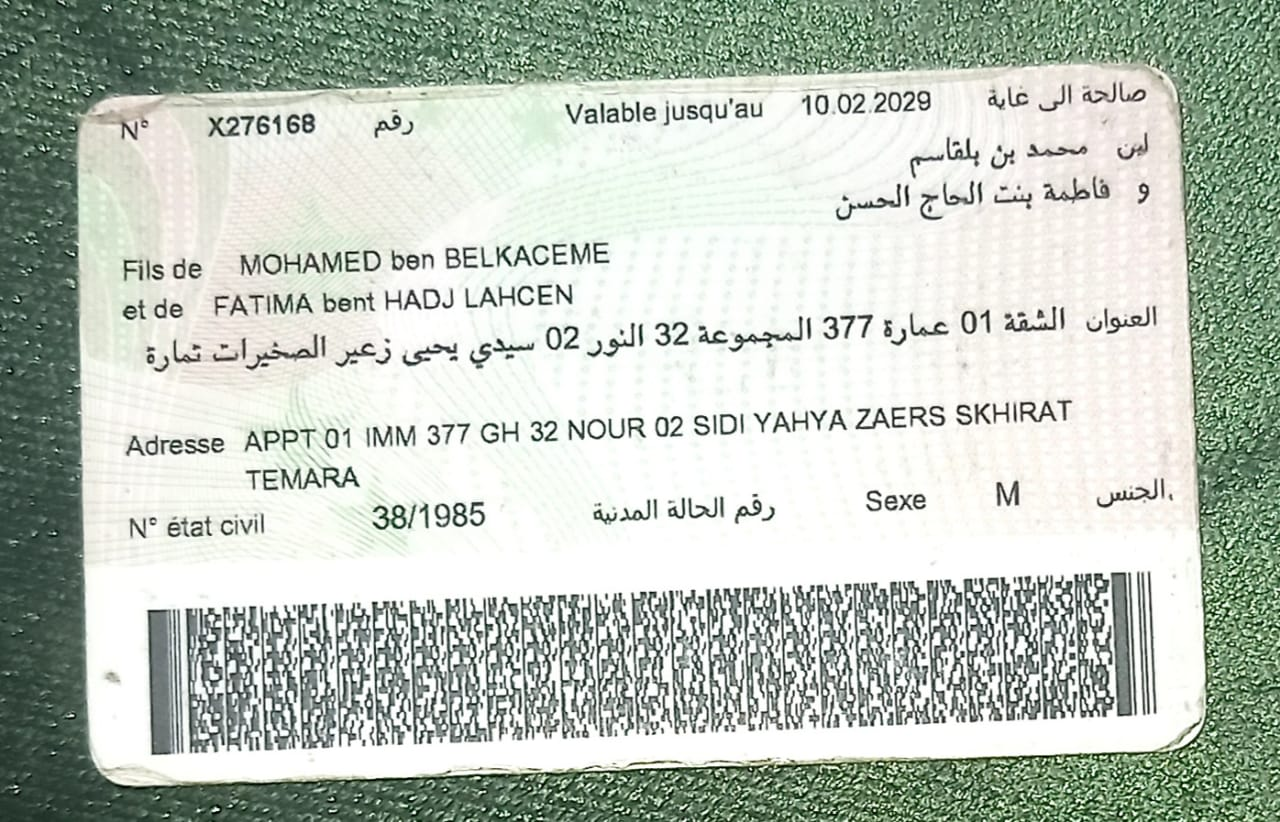 N° X276168 رقم Valable jusqu'au 10.02.2029 صالحة الى غاية
ابن محمد بن بلقاسم
و فاطمة بنت الحاج الحسن
Fils de MOHAMED ben BELKACEME
et de FATIMA bent HADJ LAHCEN
العنوان الشقة 01 عمارة 377 المجموعة 32 النور 02 سيدي يحيى زعير الصخيرات تمارة
Adresse APPT 01 IMM 377 GH 32 NOUR 02 SIDI YAHYA ZAERS SKHIRAT
TEMARA
N° état civil 38/1985 رقم الحالة المدنية Sexe M الجنس